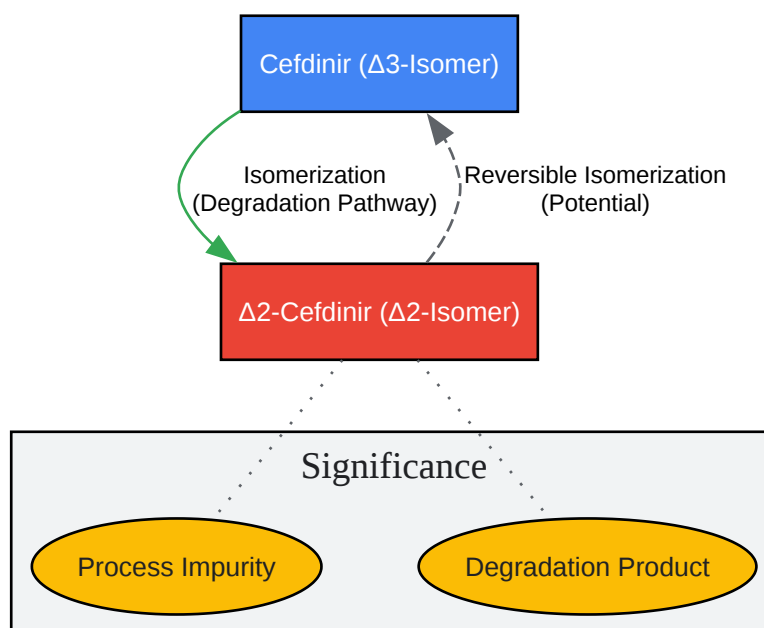 Cefdinir (Δ3-Isomer)
Isomerization
(Degradation Pathway)
Reversible Isomerization
(Potential)
Δ2-Cefdinir (Δ2-Isomer)
Significance
Process Impurity
Degradation Product